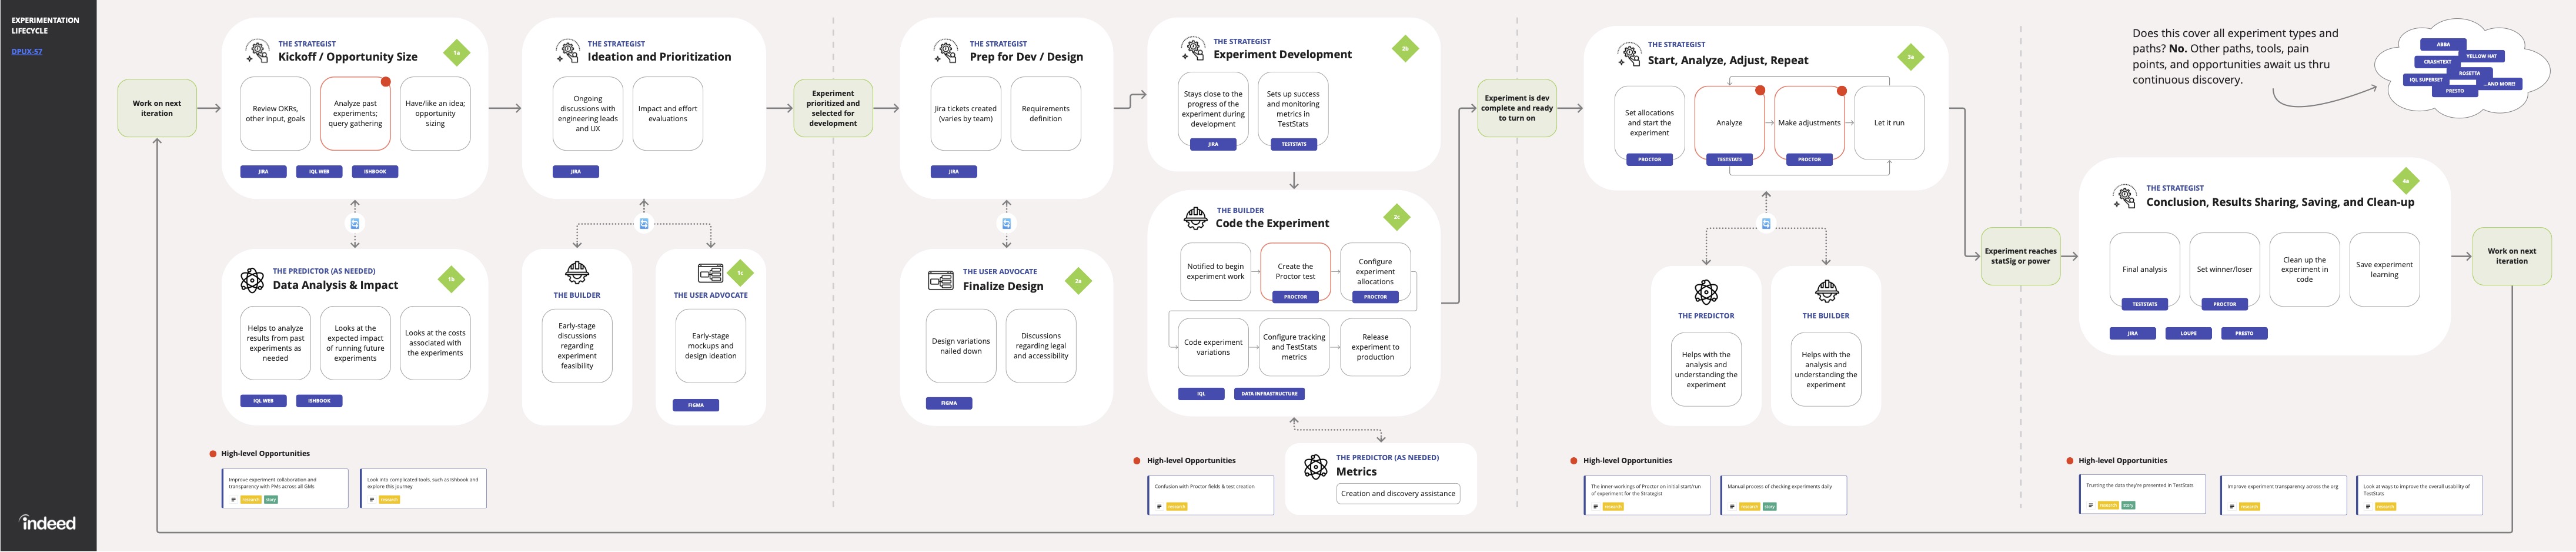 EXPERIMENTATION
LIFECYCLE
DPUX-57
indeed
Work on next
iteration
THE STRATEGIST
Kickoff / Opportunity Size
1a
Review OKRs,
other input, goals
Analyze past
experiments;
query gathering
Have/like an idea;
opportunity
sizing
JIRA
IQL WEB
ISHBOOK
THE PREDICTOR (AS NEEDED)
Data Analysis & Impact
1b
Helps to analyze
results from past
experiments as
needed
Looks at the
expected impact
of running future
experiments
Looks at the costs
associated with
the experiments
IQL WEB
ISHBOOK
High-level Opportunities
Improve experiment collaboration and
transparency with PMs across all GMs
research
story
Look into complicated tools, such as Ishbook and
explore this journey
research
THE STRATEGIST
Ideation and Prioritization
Ongoing
discussions with
engineering leads
and UX
Impact and effort
evaluations
JIRA
THE BUILDER
Early-stage
discussions
regarding
experiment
feasibility
1c
THE USER ADVOCATE
Early-stage
mockups and
design ideation
FIGMA
Experiment
prioritized and
selected for
development
THE STRATEGIST
Prep for Dev / Design
Jira tickets created
(varies by team)
Requirements
definition
JIRA
THE USER ADVOCATE
Finalize Design
2a
Design variations
nailed down
Discussions
regarding legal
and accessibility
FIGMA
THE STRATEGIST
Experiment Development
2b
Stays close to the
progress of the
experiment during
development
JIRA
Sets up success
and monitoring
metrics in
TestStats
TESTSTATS
THE BUILDER
Code the Experiment
2c
Notified to begin
experiment work
Create the
Proctor test
PROCTOR
Configure
experiment
allocations
PROCTOR
Code experiment
variations
Configure tracking
and TestStats
metrics
Release
experiment to
production
IQL
DATA INFRASTRUCTURE
High-level Opportunities
Confusion with Proctor fields & test creation
research
THE PREDICTOR (AS NEEDED)
Metrics
Creation and discovery assistance
Experiment is dev
complete and ready
to turn on
THE STRATEGIST
Start, Analyze, Adjust, Repeat
3a
Set allocations
and start the
experiment
PROCTOR
Analyze
TESTSTATS
Make adjustments
PROCTOR
Let it run
THE PREDICTOR
Helps with the
analysis and
understanding the
experiment
THE BUILDER
Helps with the
analysis and
understanding the
experiment
High-level Opportunities
The inner-workings of Proctor on initial start/run
of experiment for the Strategist
research
Manual process of checking experiments daily
research
story
Experiment reaches
statSig or power
Does this cover all experiment types and
paths? No. Other paths, tools, pain
points, and opportunities await us thru
continuous discovery.
ABBA
YELLOW HAT
CRASHTEXT
ROSETTA
IQL SUPERSET
...AND MORE!
PRESTO
THE STRATEGIST
Conclusion, Results Sharing, Saving, and Clean-up
4a
Final analysis
TESTSTATS
Set winner/loser
PROCTOR
Clean up the
experiment in
code
Save experiment
learning
JIRA
LOUPE
PRESTO
Work on next
iteration
High-level Opportunities
Trusting the data they're presented in TestStats
research
story
Improve experiment transparency across the org
research
Look at ways to improve the overall usability of
TestStats
research